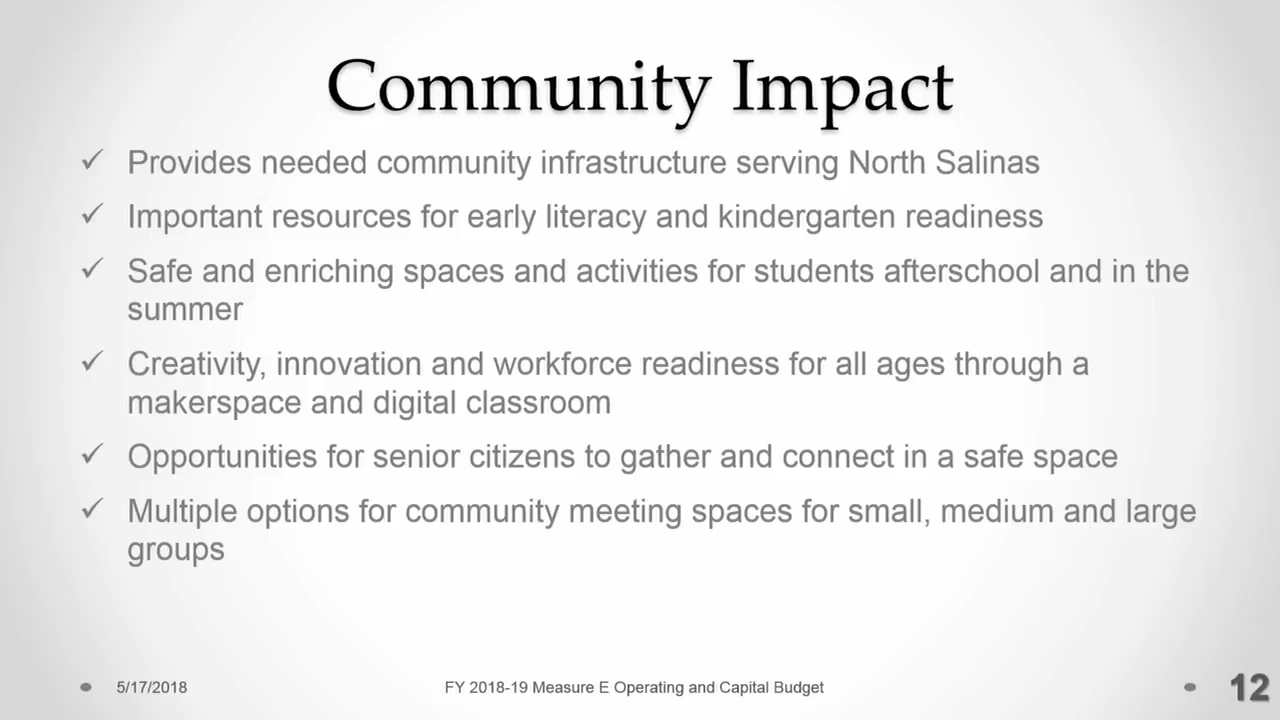 Community Impact
✓ Provides needed community infrastructure serving North Salinas
✓ Important resources for early literacy and kindergarten readiness
✓ Safe and enriching spaces and activities for students afterschool and in the
summer
✓ Creativity, innovation and workforce readiness for all ages through a
makerspace and digital classroom
✓ Opportunities for senior citizens to gather and connect in a safe space
✓ Multiple options for community meeting spaces for small, medium and large
groups
• 5/17/2018 FY 2018-19 Measure E Operating and Capital Budget • 12